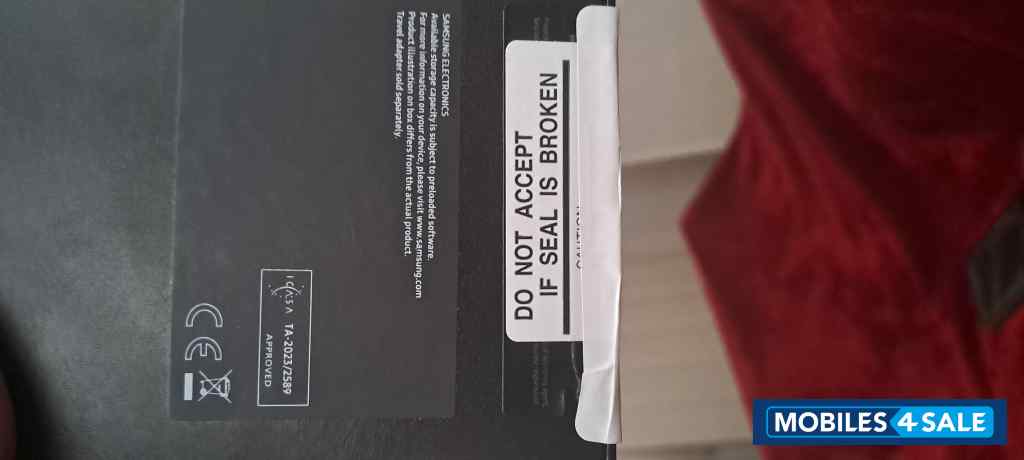 SAMSUNG ELECTRONICS
Available storage capacity is subject to preloaded software.
For more information on your device, please visit www.samsung.com
Product illustration on box differs from the actual product.
Travel adapter sold separately.
ICASA
TA-2023/2589
APPROVED
CE
DO NOT ACCEPT
IF SEAL IS BROKEN
CAUTION
MOBILES 4 SALE